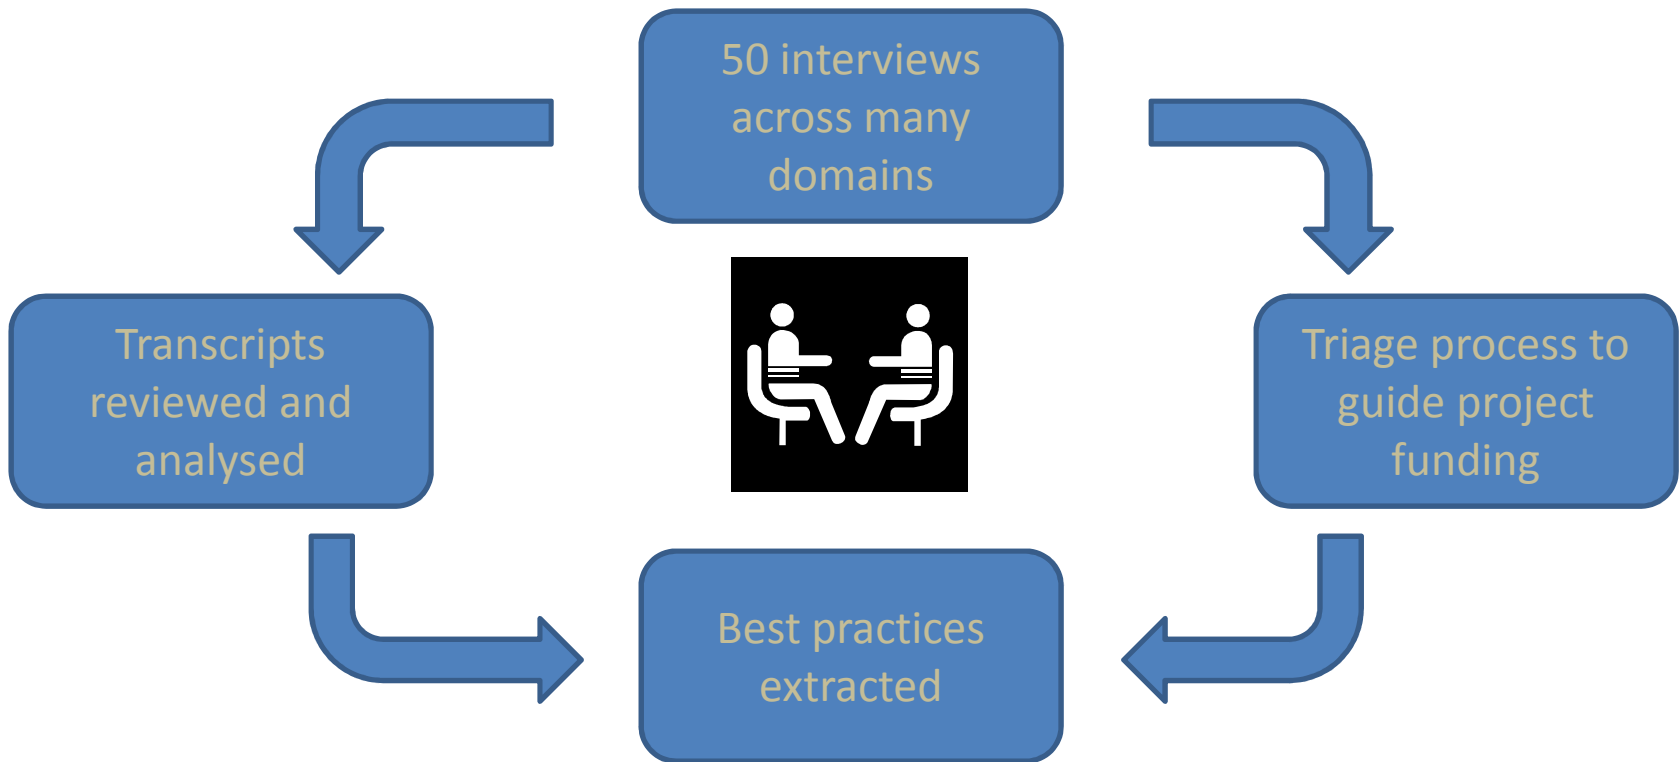 50 interviews
across many
domains
Transcripts
reviewed and
analysed
Triage process to
guide project
funding
Best practices
extracted